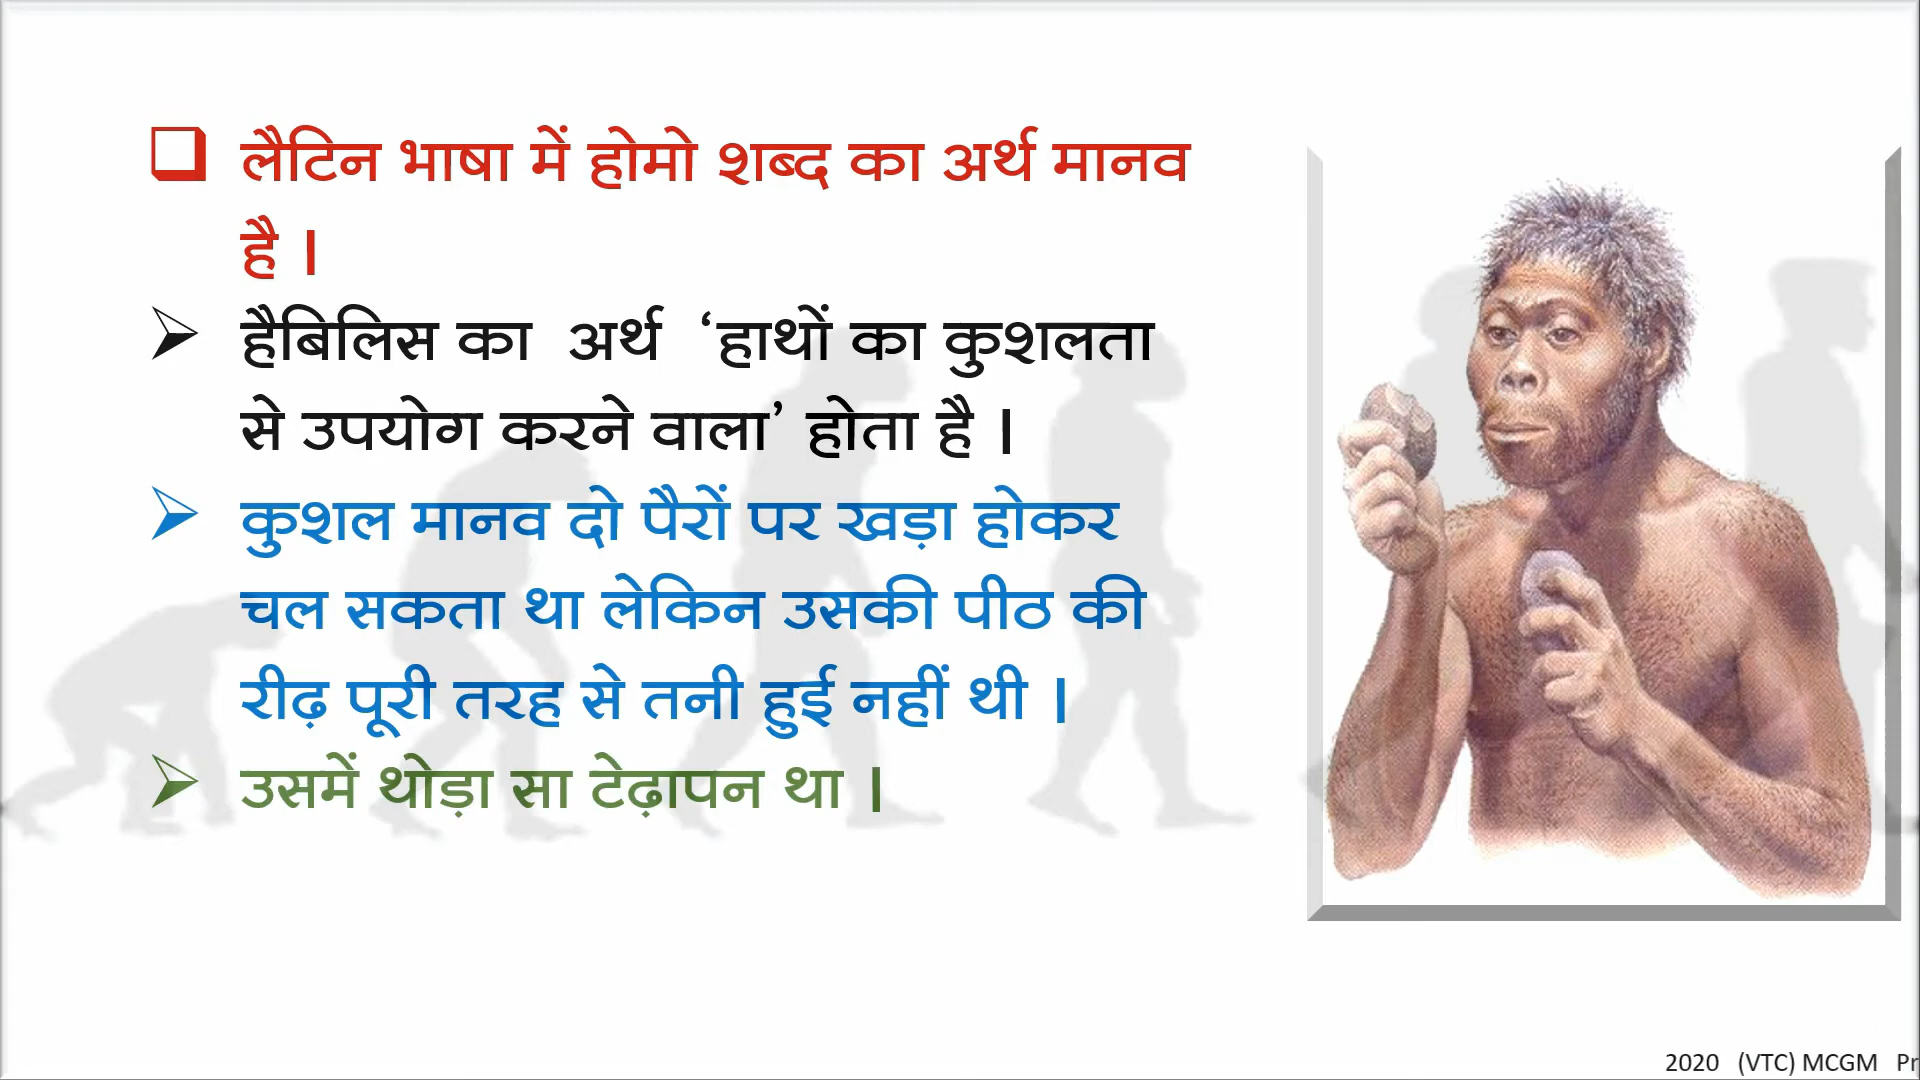 लैटिन भाषा में होमो शब्द का अर्थ मानव
है ।
हैबिलिस का अर्थ ‘हाथों का कुशलता
से उपयोग करने वाला’ होता है ।
कुशल मानव दो पैरों पर खड़ा होकर
चल सकता था लेकिन उसकी पीठ की
रीढ़ पूरी तरह से तनी हुई नहीं थी ।
उसमें थोड़ा सा टेढ़ापन था ।
2020 (VTC) MCGM Pr